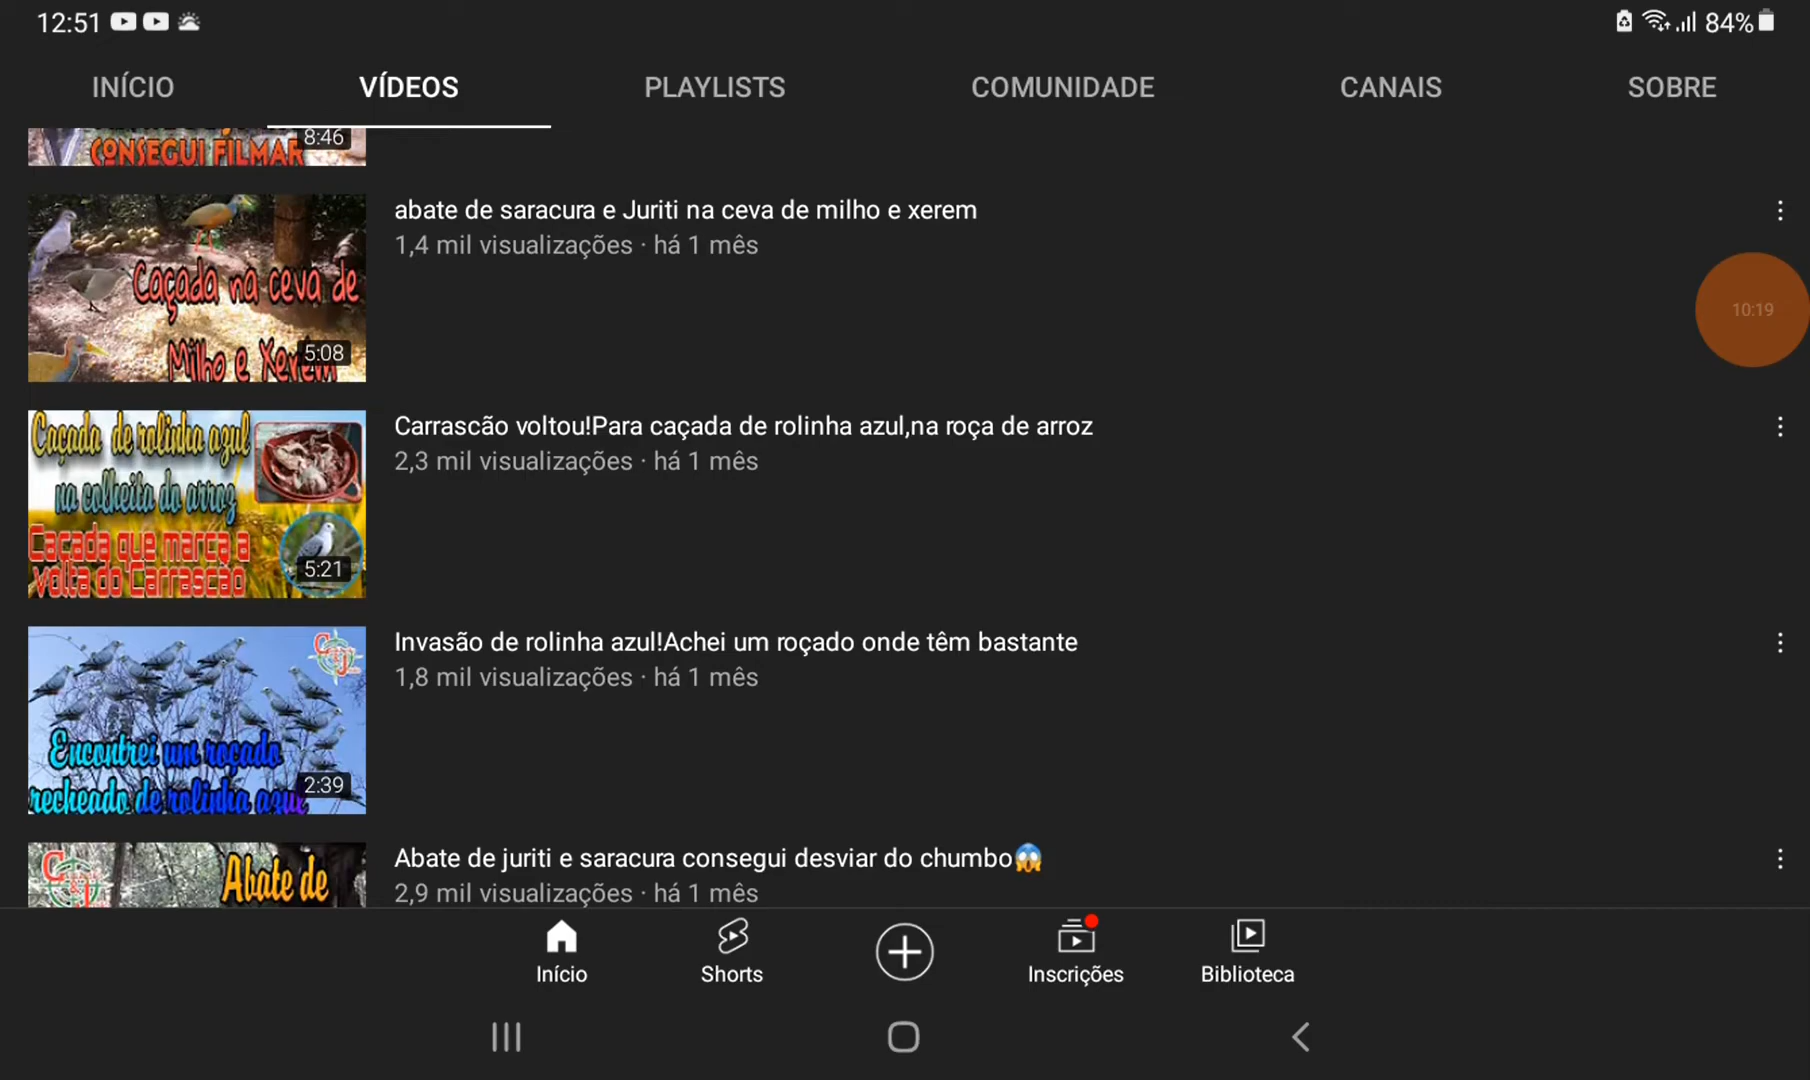 12:51
84%
INÍCIO VÍDEOS PLAYLISTS COMUNIDADE CANAIS SOBRE
CONSEGUI FILMAR
8:46
abate de saracura e Juriti na ceva de milho e xerem
1,4 mil visualizações · há 1 mês
Caçada na ceva de
Milho e Xerem
5:08
10:19
Carrascão voltou!Para caçada de rolinha azul,na roça de arroz
2,3 mil visualizações · há 1 mês
Caçada de rolinha azul
na colheita do arroz
Caçada que marca a
volta do Carrascão
5:21
Invasão de rolinha azul!Achei um roçado onde têm bastante
1,8 mil visualizações · há 1 mês
Encontrei um roçado
recheado de rolinha azul
2:39
Abate de juriti e saracura consegui desviar do chumbo😱
2,9 mil visualizações · há 1 mês
Abate de
Início Shorts Inscrições Biblioteca